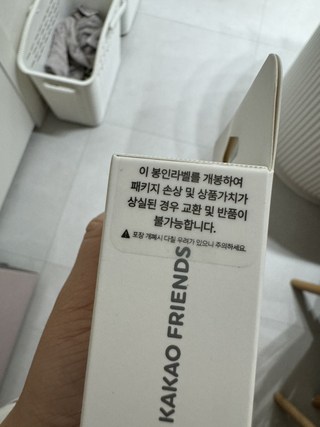 이 봉인라벨를 개봉하여
패키지 손상 및 상품가치가
상실된 경우 교환 및 반품이
불가능합니다.
⚠ 포장 개폐시 다칠 우려가 있으니 주의하세요.
KAKAO FRIENDS